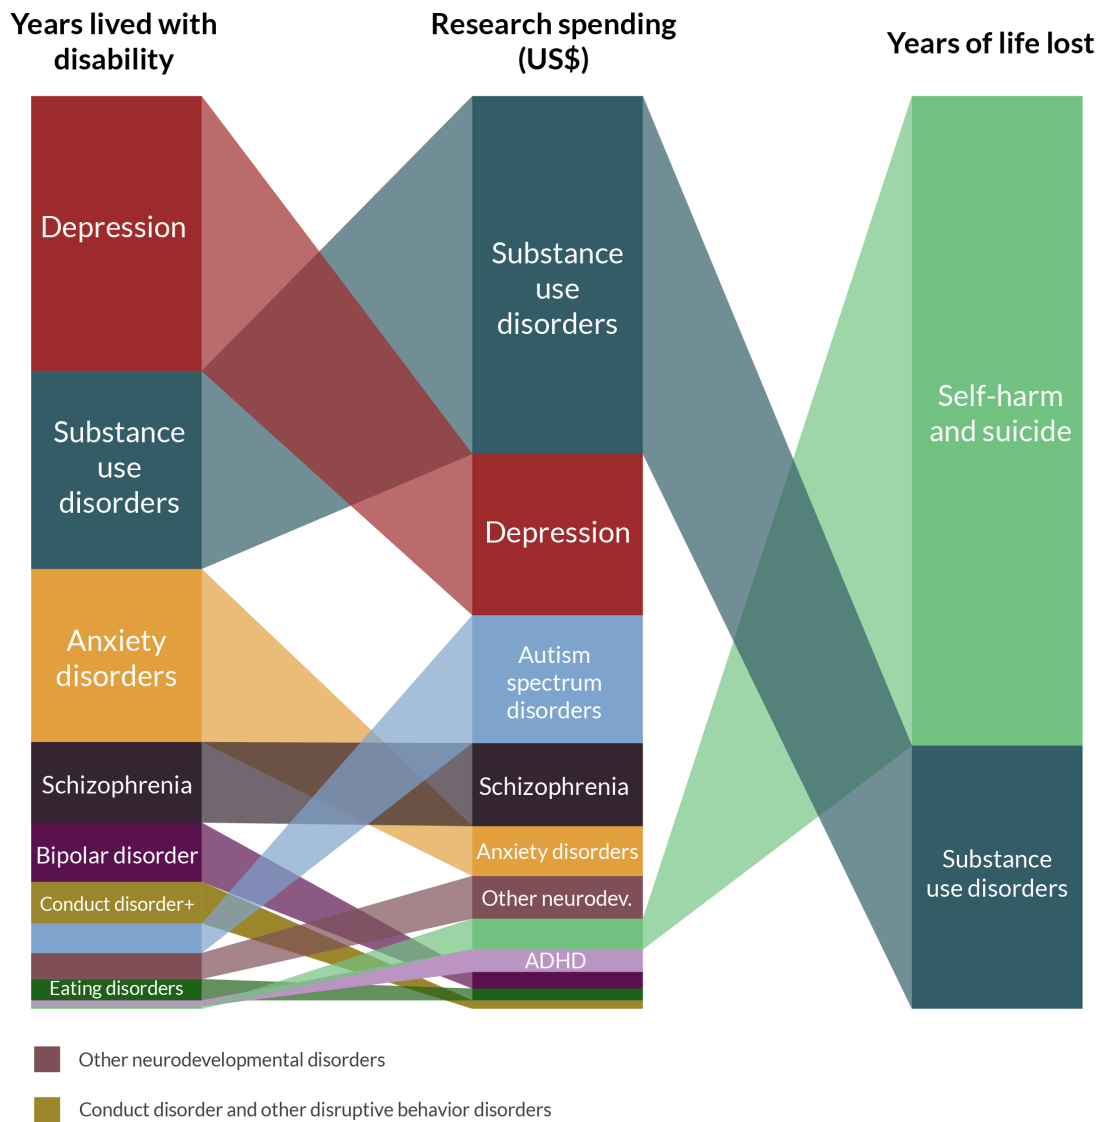 Years lived with
disability
Research spending
(US$)
Years of life lost
Depression
Substance
use
disorders
Anxiety
disorders
Schizophrenia
Bipolar disorder
Conduct disorder+
Eating disorders
Substance
use
disorders
Depression
Autism
spectrum
disorders
Schizophrenia
Anxiety disorders
Other neurodev.
ADHD
Self-harm
and suicide
Substance
use disorders
Other neurodevelopmental disorders
Conduct disorder and other disruptive behavior disorders